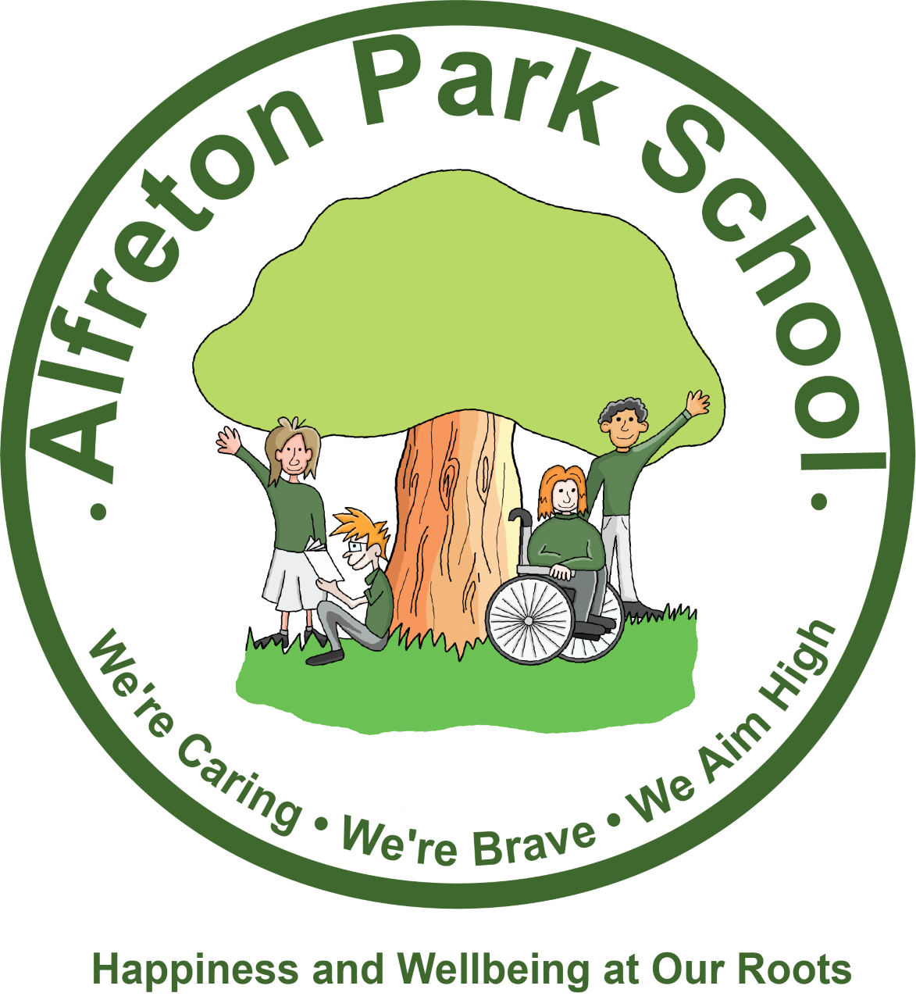 • Alfreton Park School •
We're Caring • We're Brave • We Aim High
Happiness and Wellbeing at Our Roots